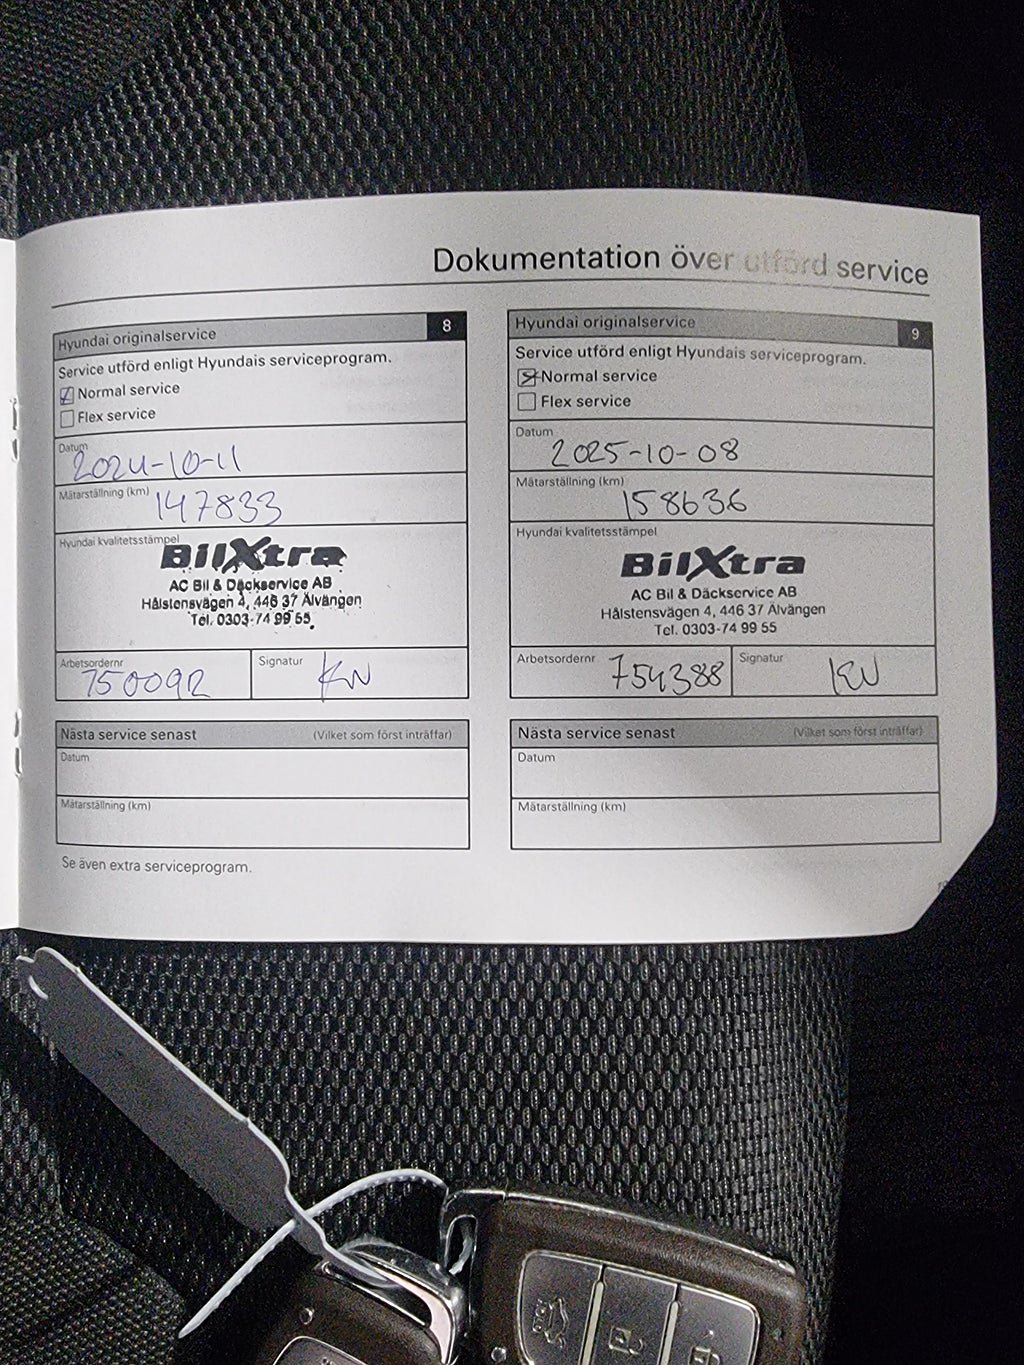 Dokumentation över utförd service
Hyundai originalservice 8
Service utförd enligt Hyundais serviceprogram.
Normal service
Flex service
Datum
2024-10-11
Mätarställning (km) 147833
Hyundai kvalitetsstämpel
BilXtra
AC Bil & Däckservice AB
Hålstensvägen 4, 446 37 Älvängen
Tel. 0303-74 99 55
Arbetsordernr
750092
Signatur
KN
Nästa service senast (Vilket som först inträffar)
Datum
Mätarställning (km)
Se även extra serviceprogram.
Hyundai originalservice 9
Service utförd enligt Hyundais serviceprogram.
Normal service
Flex service
Datum
2025-10-08
Mätarställning (km)
158636
Hyundai kvalitetsstämpel
BilXtra
AC Bil & Däckservice AB
Hålstensvägen 4, 446 37 Älvängen
Tel. 0303-74 99 55
Arbetsordernr 754388
Signatur
KN
Nästa service senast (Vilket som först inträffar)
Datum
Mätarställning (km)